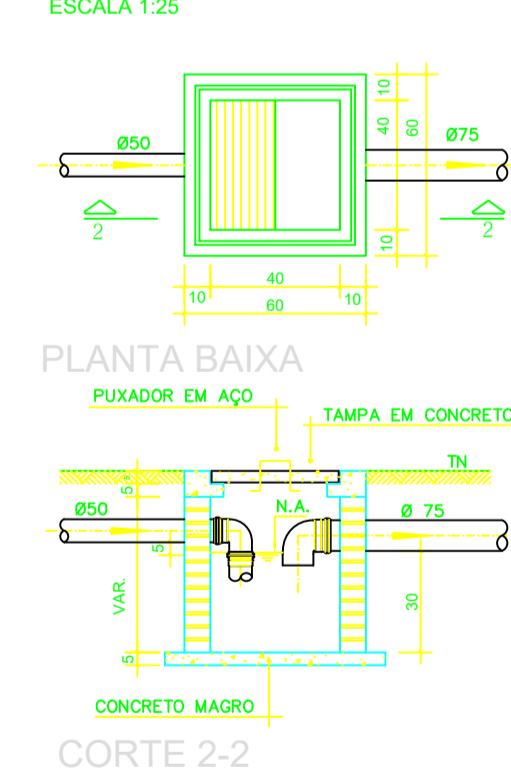 ESCALA 1:25
Ø50
Ø75
10
40
60
10
2
2
10
40
10
60
PLANTA BAIXA
PUXADOR EM AÇO
TAMPA EM CONCRETO
TN
5
Ø50
N.A.
Ø 75
5
VAR.
30
5
CONCRETO MAGRO
CORTE 2-2